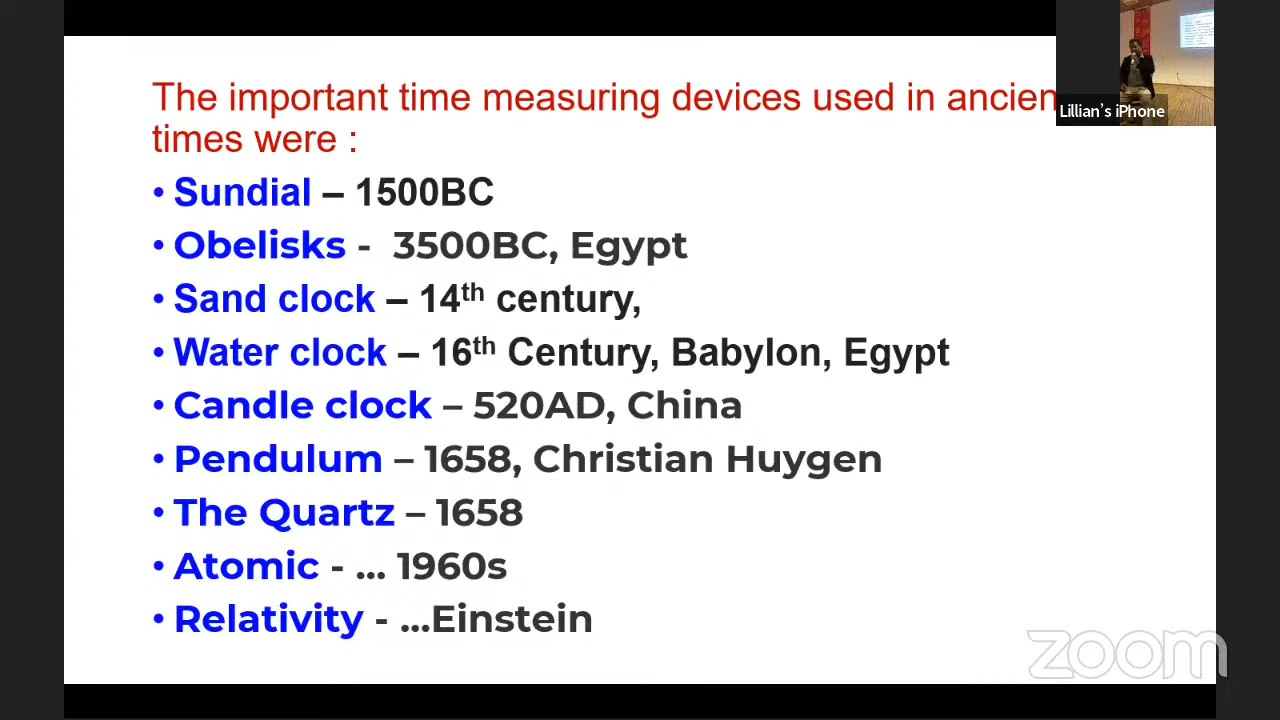 The important time measuring devices used in ancien
times were :
• Sundial – 1500BC
• Obelisks - 3500BC, Egypt
• Sand clock – 14th century,
• Water clock – 16th Century, Babylon, Egypt
• Candle clock – 520AD, China
• Pendulum – 1658, Christian Huygen
• The Quartz – 1658
• Atomic - ... 1960s
• Relativity - ...Einstein
Lillian’s iPhone
zoom